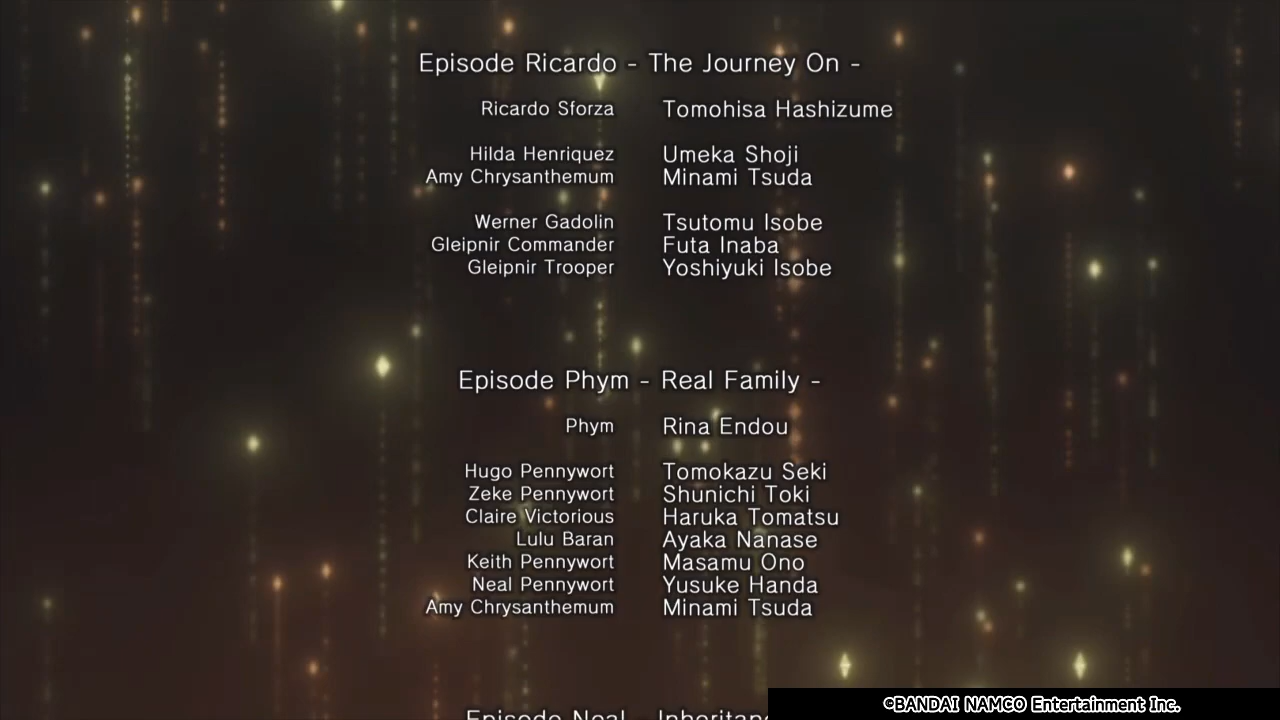 Episode Ricardo - The Journey On -
Ricardo Sforza Tomohisa Hashizume
Hilda Henriquez Umeka Shoji
Amy Chrysanthemum Minami Tsuda
Werner Gadolin Tsutomu Isobe
Gleipnir Commander Futa Inaba
Gleipnir Trooper Yoshiyuki Isobe
Episode Phym - Real Family -
Phym Rina Endou
Hugo Pennywort Tomokazu Seki
Zeke Pennywort Shunichi Toki
Claire Victorious Haruka Tomatsu
Lulu Baran Ayaka Nanase
Keith Pennywort Masamu Ono
Neal Pennywort Yusuke Handa
Amy Chrysanthemum Minami Tsuda
Episode Neal -
©BANDAI NAMCO Entertainment Inc.